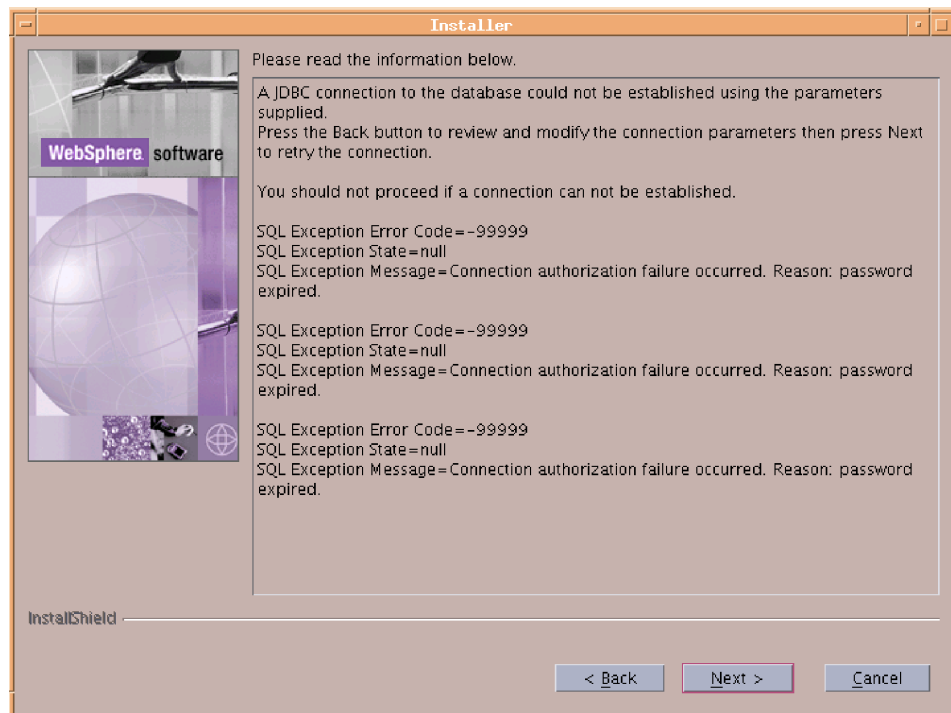 Installer
Please read the information below.
WebSphere software
A JDBC connection to the database could not be established using the parameters
supplied.
Press the Back button to review and modify the connection parameters then press Next
to retry the connection.
You should not proceed if a connection can not be established.
SQL Exception Error Code=-99999
SQL Exception State=null
SQL Exception Message=Connection authorization failure occurred. Reason: password
expired.
SQL Exception Error Code=-99999
SQL Exception State=null
SQL Exception Message=Connection authorization failure occurred. Reason: password
expired.
SQL Exception Error Code=-99999
SQL Exception State=null
SQL Exception Message=Connection authorization failure occurred. Reason: password
expired.
InstallShield
< Back Next > Cancel